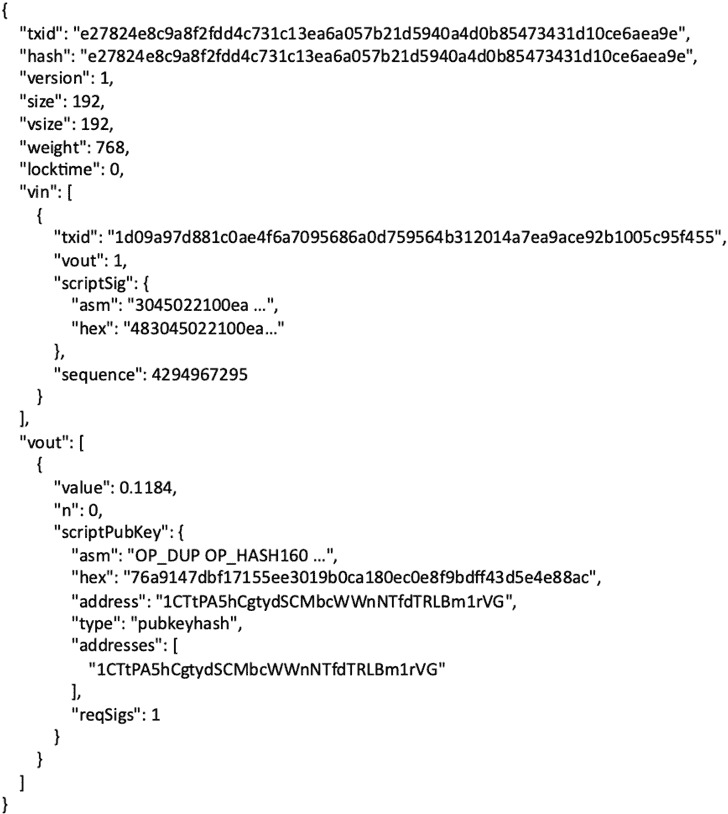 {
"txid": "e27824e8c9a8f2fdd4c731c13ea6a057b21d5940a4d0b85473431d10ce6aea9e",
"hash": "e27824e8c9a8f2fdd4c731c13ea6a057b21d5940a4d0b85473431d10ce6aea9e",
"version": 1,
"size": 192,
"vsize": 192,
"weight": 768,
"locktime": 0,
"vin": [
{
"txid": "1d09a97d881c0ae4f6a7095686a0d759564b312014a7ea9ace92b1005c95f455",
"vout": 1,
"scriptSig": {
"asm": "3045022100ea ...",
"hex": "483045022100ea..."
},
"sequence": 4294967295
}
],
"vout": [
{
"value": 0.1184,
"n": 0,
"scriptPubKey": {
"asm": "OP_DUP OP_HASH160 ...",
"hex": "76a9147dbf17155ee3019b0ca180ec0e8f9bdff43d5e4e88ac",
"address": "1CTtPA5hCgtydSCMbcWWnNTfdTRLBm1rVG",
"type": "pubkeyhash",
"addresses": [
"1CTtPA5hCgtydSCMbcWWnNTfdTRLBm1rVG"
],
"reqSigs": 1
}
}
]
}